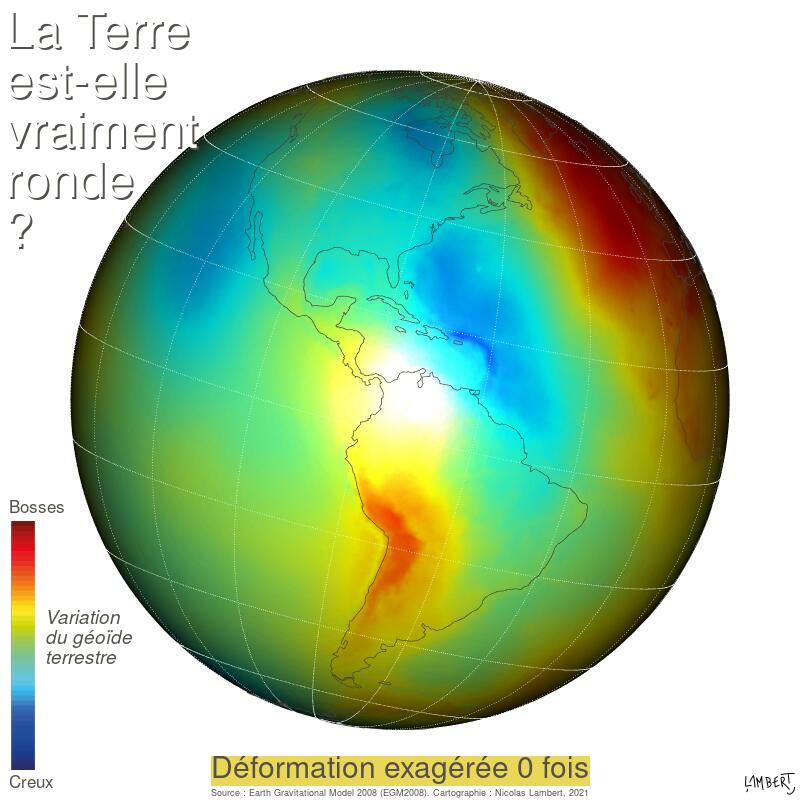 La Terre
est-elle
vraiment
ronde
?
Bosses
Variation
du géoïde
terrestre
Creux
Déformation exagérée 0 fois
Source : Earth Gravitational Model 2008 (EGM2008). Cartographie : Nicolas Lambert, 2021
LAMBERT